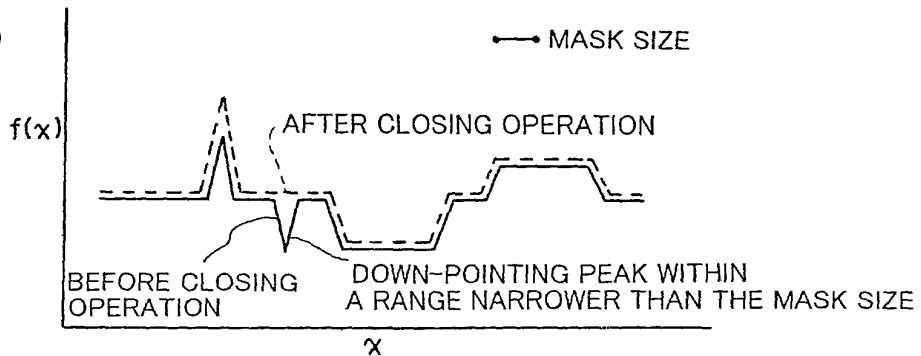 )
MASK SIZE
f(x)
AFTER CLOSING OPERATION
BEFORE CLOSING
OPERATION
DOWN-POINTING PEAK WITHIN
A RANGE NARROWER THAN THE MASK SIZE
x